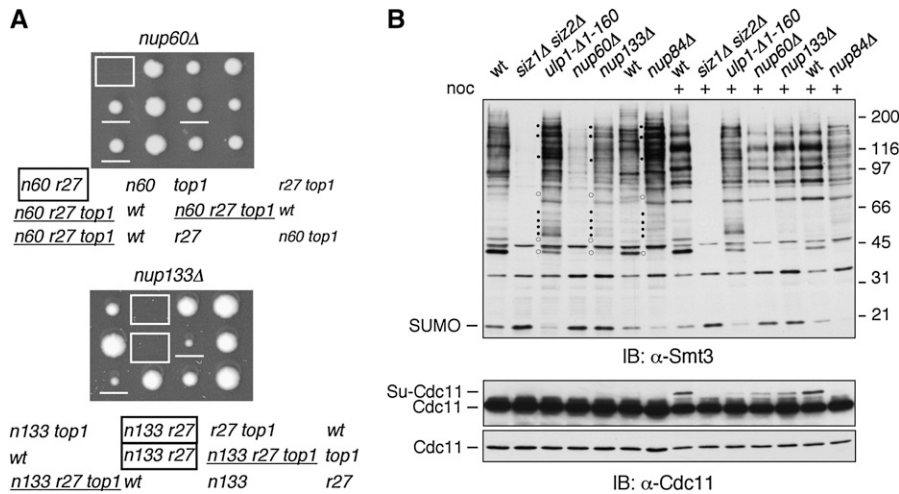 A
nup60Δ
n60 r27 n60 top1 r27 top1
n60 r27 top1 wt n60 r27 top1 wt
n60 r27 top1 wt r27 n60 top1
nup133Δ
n133 top1 n133 r27 r27 top1 wt
wt n133 r27 n133 r27 top1 top1
n133 r27 top1 wt n133 r27
B
wt siz1Δ siz2Δ ulp1-Δ1-160 nup60Δ nup133Δ wt nup84Δ wt siz1Δ siz2Δ ulp1-Δ1-160 nup60Δ nup133Δ wt nup84Δ
noc + + + + + + +
200
116
97
66
45
31
21
SUMO
IB: α-Smt3
Su-Cdc11
Cdc11
Cdc11
IB: α-Cdc11